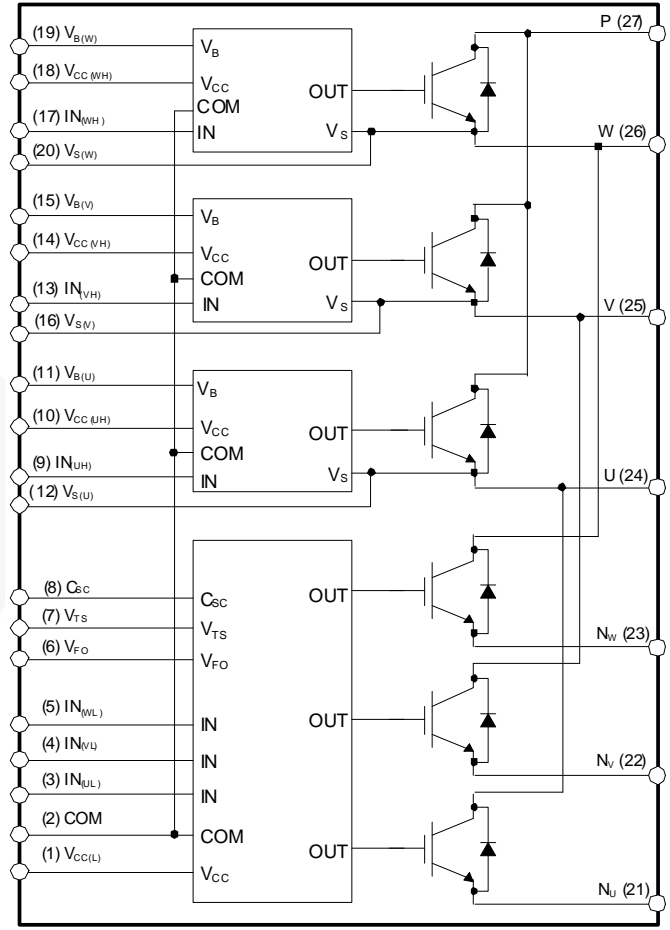 (19) VB(W)
VB
P (27)
(18) VCC(WH)
VCC
OUT
COM
(17) IN(WH)
IN
VS
W (26)
(20) VS(W)
(15) VB(V)
VB
(14) VCC(VH)
VCC
OUT
COM
(13) IN(VH)
IN
VS
V (25)
(16) VS(V)
(11) VB(U)
VB
(10) VCC(UH)
VCC
OUT
COM
(9) IN(UH)
IN
VS
U (24)
(12) VS(U)
(8) CSC
CSC
OUT
(7) VTS
VTS
(6) VFO
VFO
NW (23)
(5) IN(WL)
IN
OUT
(4) IN(VL)
IN
NV (22)
(3) IN(UL)
IN
(2) COM
COM
OUT
(1) VCC(L)
VCC
NU (21)